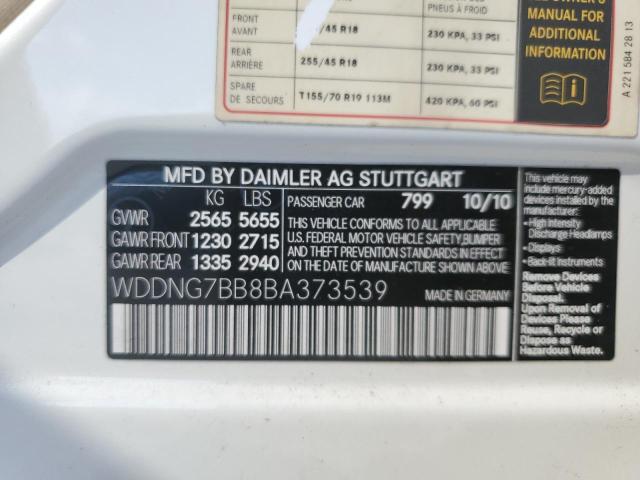 PNEUS À FROID
FRONT
AVANT
/45 R18
230 KPA, 33 PSI
REAR
ARRIÈRE
255/45 R18
230 KPA, 33 PSI
SPARE
DE SECOURS
T155/70 R19 113M
420 KPA, 60 PSI
OWNER'S
MANUAL FOR
ADDITIONAL
INFORMATION
A 221 584 28 13
MFD BY DAIMLER AG STUTTGART
KG LBS
GVWR 2565 5655
GAWR FRONT 1230 2715
GAWR REAR 1335 2940
PASSENGER CAR 799 10/10
THIS VEHICLE CONFORMS TO ALL APPLICABLE
U.S. FEDERAL MOTOR VEHICLE SAFETY, BUMPER
AND THEFT PREVENTION STANDARDS IN EFFECT
ON THE DATE OF MANUFACTURE SHOWN ABOVE.
WDDNG7BB8BA373539
MADE IN GERMANY
This vehicle may
include mercury-added
devices installed by the
manufacturer:
- High Intensity
Discharge Headlamps
- Displays
- Back-lit Instruments
Remove Devices
Before Vehicle
Disposal.
Upon Removal of
Devices Please
Reuse, Recycle or
Dispose as
Hazardous Waste.